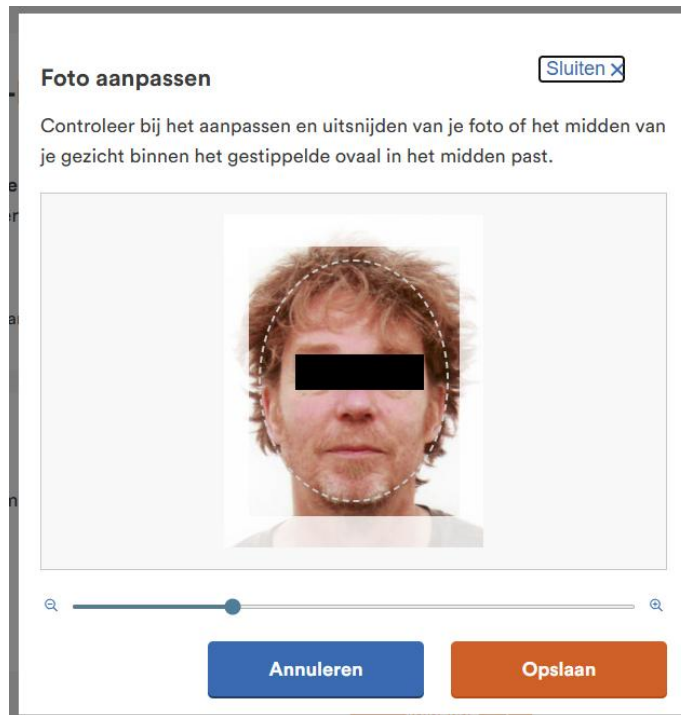 Foto aanpassen
Sluiten ×
Controleer bij het aanpassen en uitsnijden van je foto of het midden van
je gezicht binnen het gestippelde ovaal in het midden past.
Annuleren
Opslaan